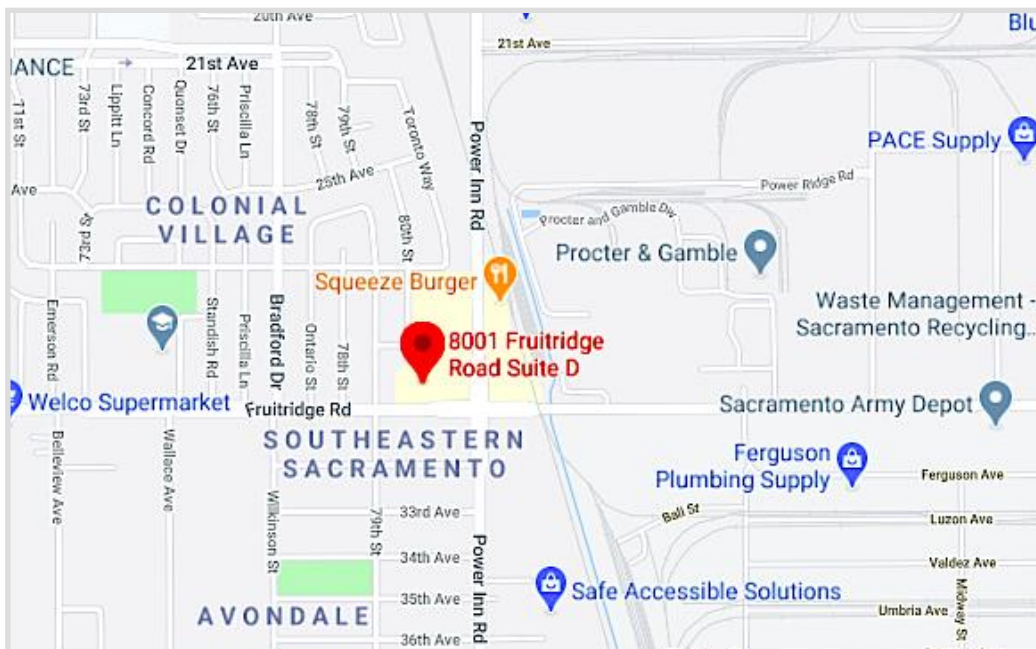 20th Ave
21st Ave
Blu
IANCE
21st Ave
73rd St
Lippitt Ln
Concord Rd
Quonset Dr
76th St
Priscilla Ln
78th St
79th St
Toronto Way
71st St
Power Inn Rd
PACE Supply
25th Ave
Ave
Power Ridge Rd
COLONIAL
VILLAGE
73rd St
80th St
Procter and Gamble Dw
Procter & Gamble
Squeeze Burger
Waste Management -
Sacramento Recycling...
Emerson Rd
Standish Rd
Priscilla Ln
Bradford Dr
Ontario St
78th St
8001 Fruitridge
Road Suite D
Welco Supermarket
Fruitridge Rd
Sacramento Army Depot
SOUTHEASTERN
SACRAMENTO
Ferguson
Plumbing Supply
Belleview Ave
Wallace Ave
Wilkinson St
79th St
33rd Ave
Ferguson Ave
Bali St
Luzon Ave
34th Ave
Power Inn Rd
Valdez Ave
35th Ave
Safe Accessible Solutions
Umbria Ave
Midway St
AVONDALE
36th Ave